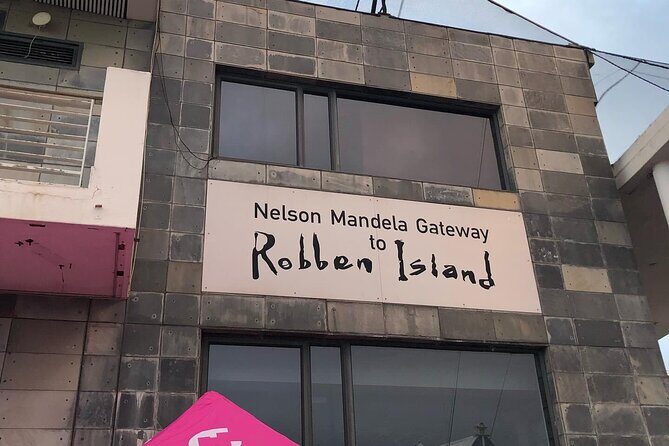 Nelson Mandela Gateway
to
Robben Island